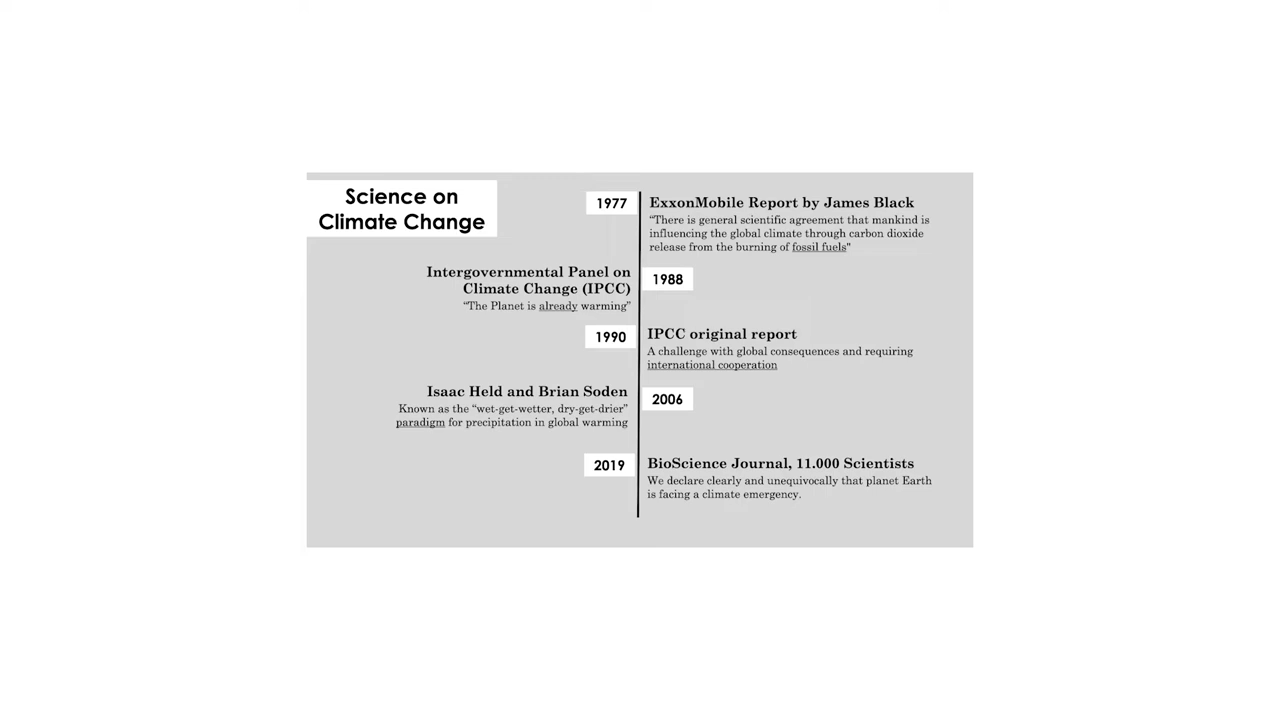 Science on
Climate Change
1977
ExxonMobile Report by James Black
“There is general scientific agreement that mankind is
influencing the global climate through carbon dioxide
release from the burning of fossil fuels"
Intergovernmental Panel on
Climate Change (IPCC)
“The Planet is already warming”
1988
1990
IPCC original report
A challenge with global consequences and requiring
international cooperation
Isaac Held and Brian Soden
Known as the “wet-get-wetter, dry-get-drier”
paradigm for precipitation in global warming
2006
2019
BioScience Journal, 11.000 Scientists
We declare clearly and unequivocally that planet Earth
is facing a climate emergency.